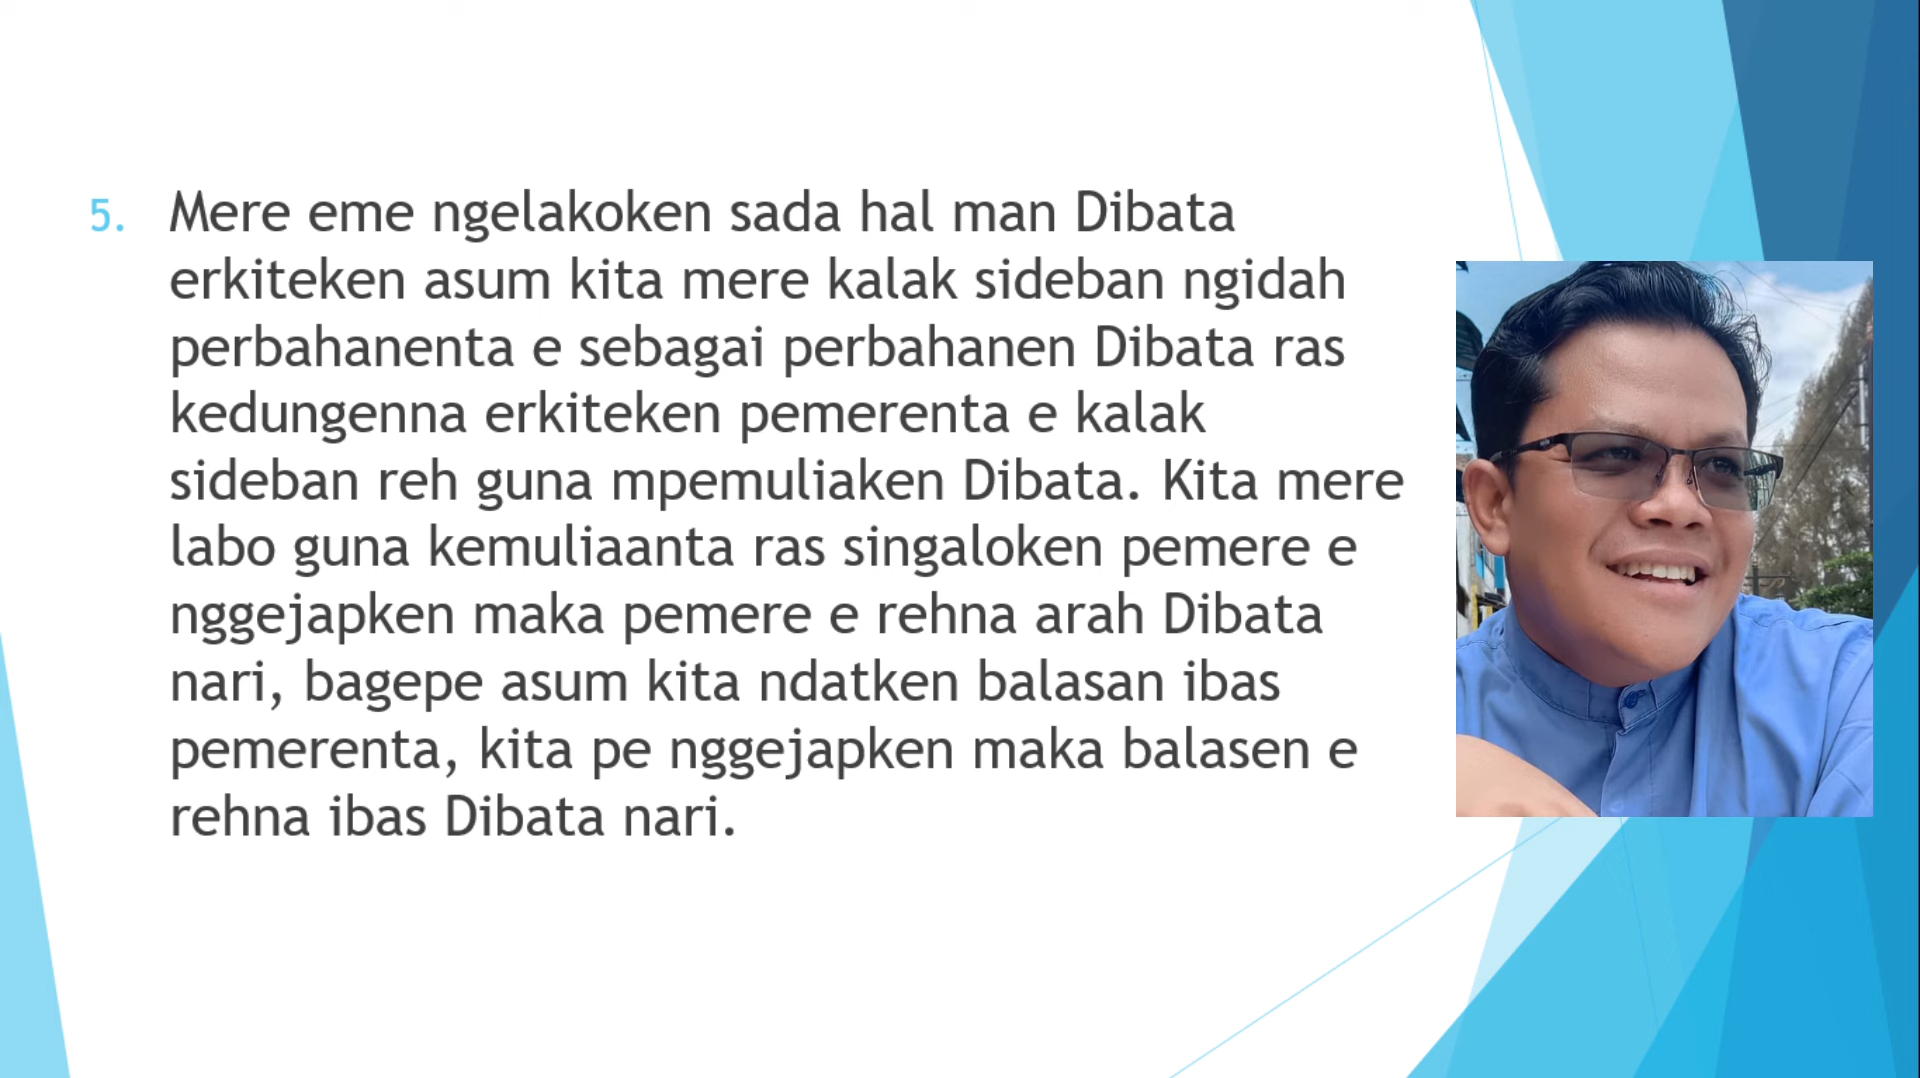 5. Mere eme ngelakoken sada hal man Dibata
erkiteken asum kita mere kalak sideban ngidah
perbahanenta e sebagai perbahanen Dibata ras
kedungenna erkiteken pemerenta e kalak
sideban reh guna mpemuliaken Dibata. Kita mere
labo guna kemuliaanta ras singaloken pemere e
nggejapken maka pemere e rehna arah Dibata
nari, bagepe asum kita ndatken balasan ibas
pemerenta, kita pe nggejapken maka balasen e
rehna ibas Dibata nari.